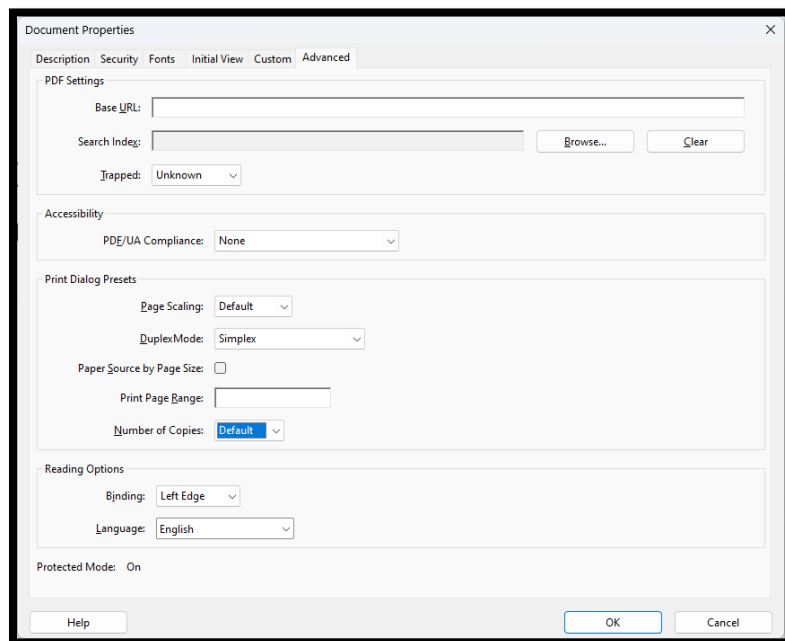 Document Properties
Description Security Fonts Initial View Custom Advanced
PDF Settings
Base URL:
Search Index: Browse... Clear
Trapped: Unknown
Accessibility
PDF/UA Compliance: None
Print Dialog Presets
Page Scaling: Default
DuplexMode: Simplex
Paper Source by Page Size:
Print Page Range:
Number of Copies: Default
Reading Options
Binding: Left Edge
Language: English
Protected Mode: On
Help OK Cancel